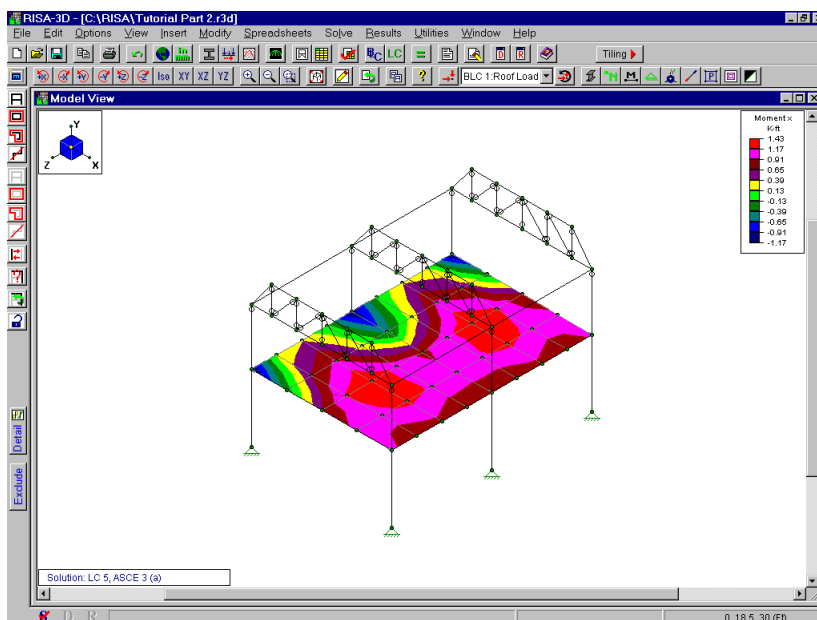 RISA-3D - [C:\RISA\Tutorial Part 2.r3d]
File Edit Options View Insert Modify Spreadsheets Solve Results Utilities Window Help
BC LC = D R Tiling
Iso XY XZ YZ ? BLC 1:Roof Load N M P
Model View
Y
Z X
Moment x
K-ft
1.43
1.17
0.91
0.65
0.39
0.13
-0.13
-0.39
-0.65
-0.91
-1.17
Detail
Exclude
Solution: LC 5, ASCE 3 (a)
D R 0, 18.5, 30 (Ft)